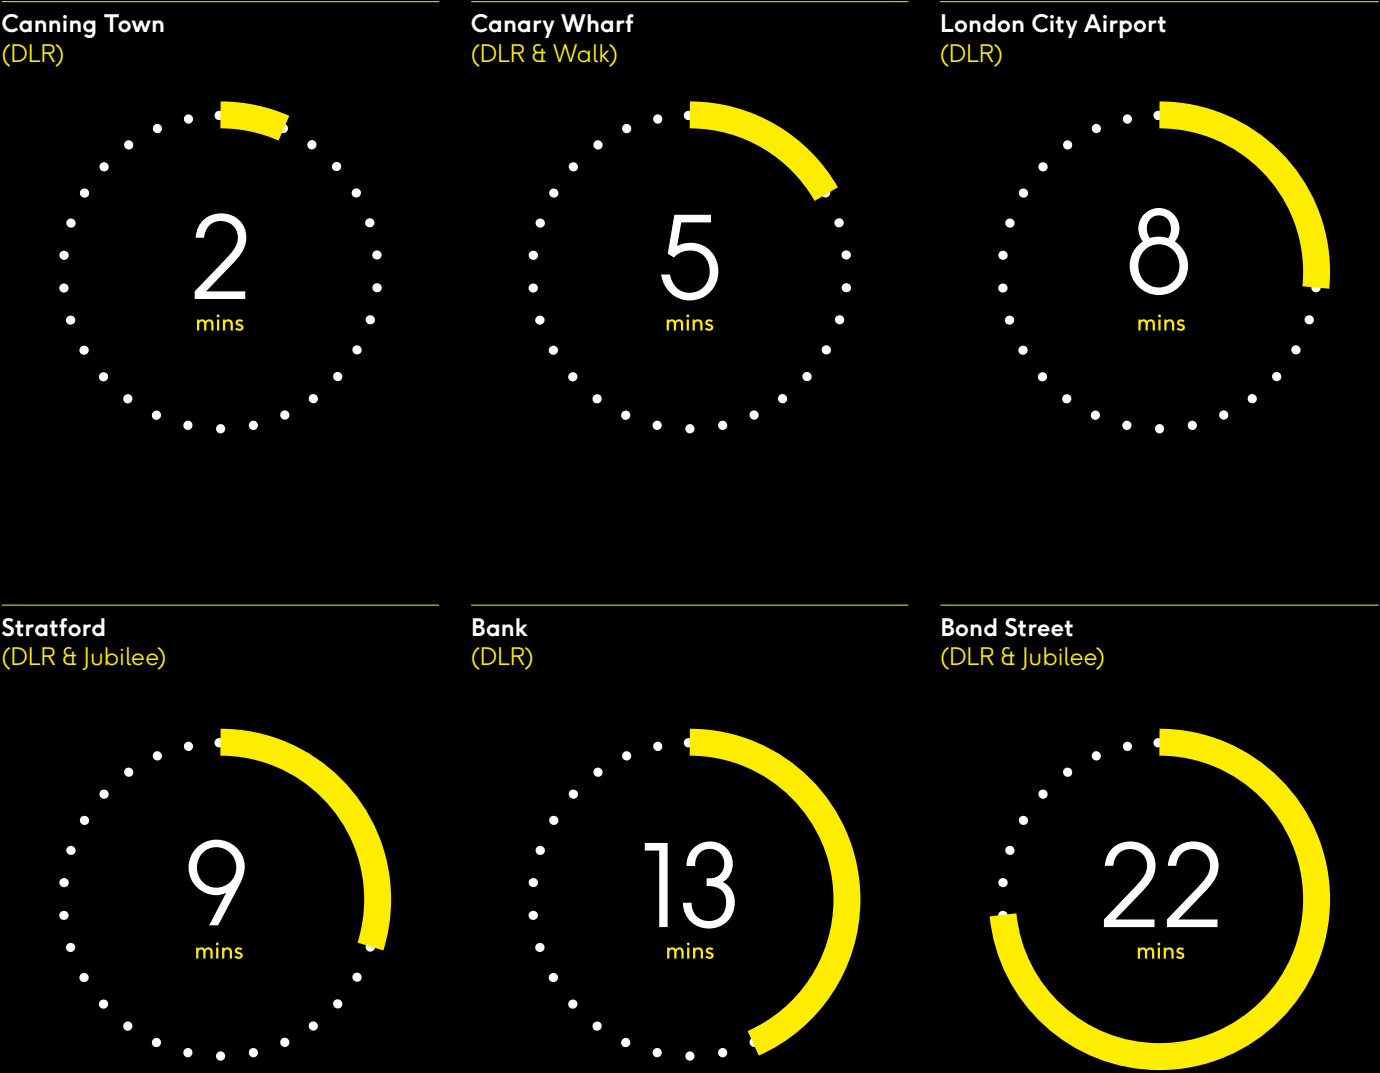 Canning Town
(DLR)
2
mins
Canary Wharf
(DLR & Walk)
5
mins
London City Airport
(DLR)
8
mins
Stratford
(DLR & Jubilee)
9
mins
Bank
(DLR)
13
mins
Bond Street
(DLR & Jubilee)
22
mins